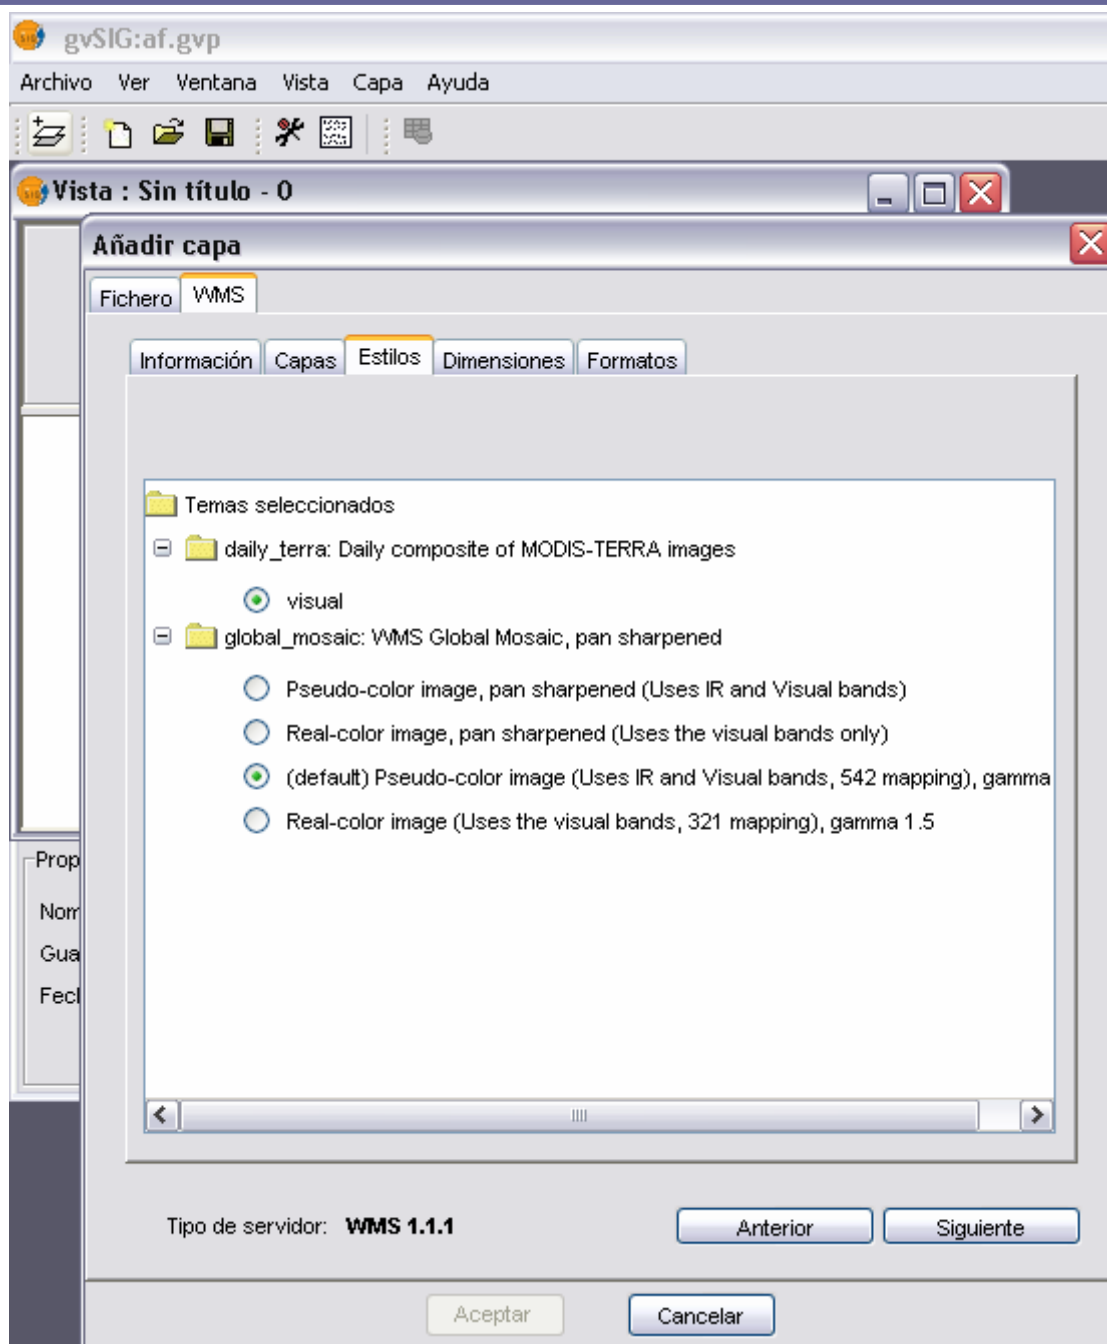 gvSIG:af.gvp
Archivo Ver Ventana Vista Capa Ayuda
Vista : Sin título - 0
Añadir capa
Fichero WMS
Información Capas Estilos Dimensiones Formatos
Temas seleccionados
daily_terra: Daily composite of MODIS-TERRA images
visual
global_mosaic: WMS Global Mosaic, pan sharpened
Pseudo-color image, pan sharpened (Uses IR and Visual bands)
Real-color image, pan sharpened (Uses the visual bands only)
(default) Pseudo-color image (Uses IR and Visual bands, 542 mapping), gamma
Real-color image (Uses the visual bands, 321 mapping), gamma 1.5
Prop
Nom
Gua
Fecl
Tipo de servidor: WMS 1.1.1
Anterior Siguiente
Aceptar Cancelar